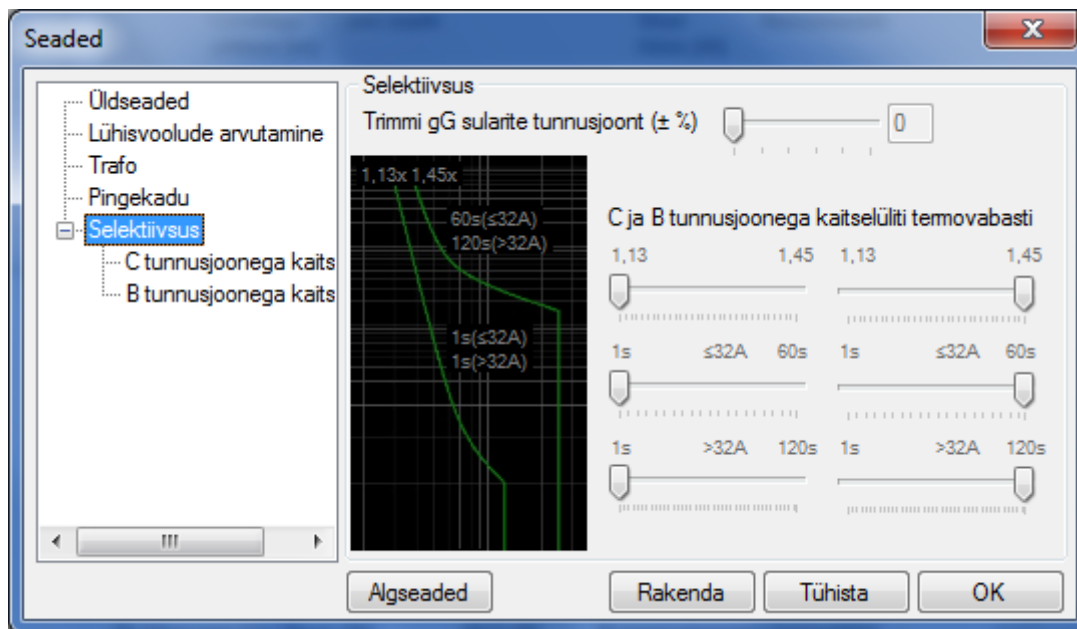 Seaded
Üldseaded
Lühisvoolude arvutamine
Trafo
Pingekadu
Selektiivsus
C tunnusjoonega kaits
B tunnusjoonega kaits
Selektiivsus
Trimmi gG sularite tunnusjoont (± %)
0
1,13x 1,45x
60s(≤32A)
120s(>32A)
1s(≤32A)
1s(>32A)
C ja B tunnusjoonega kaitselüliti termovabasti
1,13 1,45 1,13 1,45
1s ≤32A 60s 1s ≤32A 60s
1s >32A 120s 1s >32A 120s
Algseaded Rakenda Tühista OK